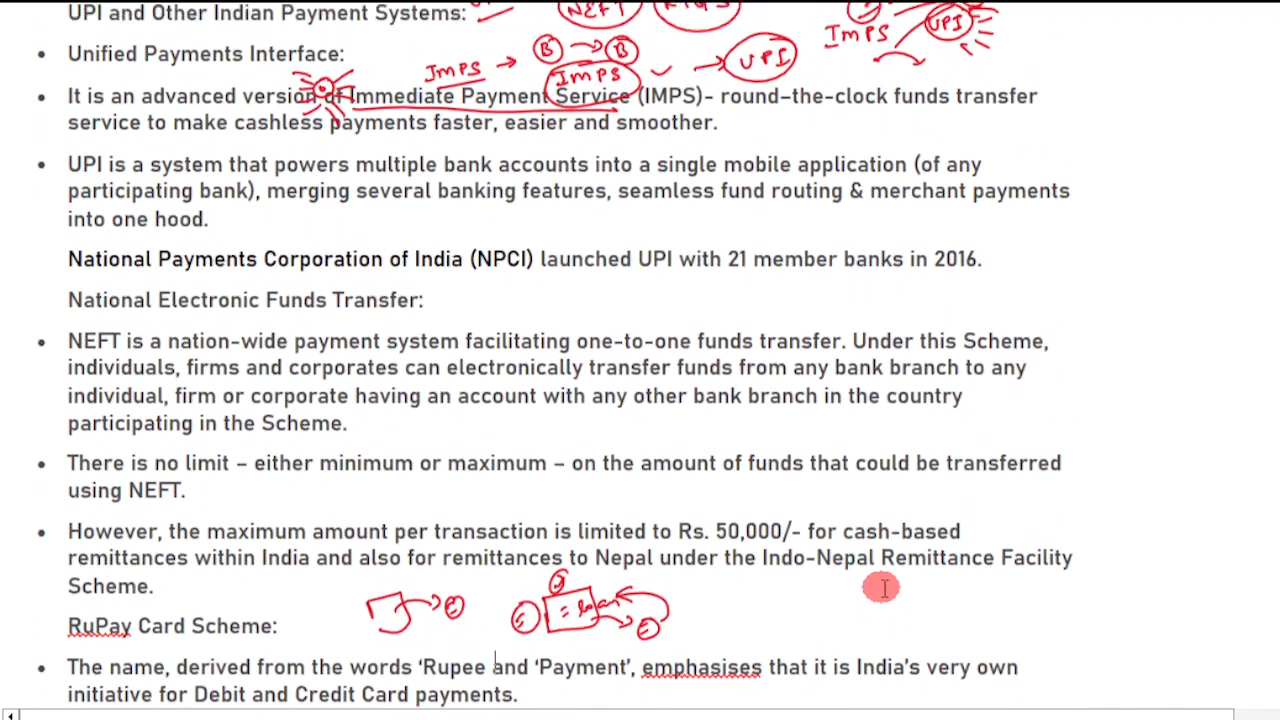 UPI and Other Indian Payment Systems:
NEFT
IMPS
UPI
• Unified Payments Interface:
IMPS → B → B
IMPS → UPI
• It is an advanced version of Immediate Payment Service (IMPS)- round-the-clock funds transfer
service to make cashless payments faster, easier and smoother.
• UPI is a system that powers multiple bank accounts into a single mobile application (of any
participating bank), merging several banking features, seamless fund routing & merchant payments
into one hood.
National Payments Corporation of India (NPCI) launched UPI with 21 member banks in 2016.
National Electronic Funds Transfer:
• NEFT is a nation-wide payment system facilitating one-to-one funds transfer. Under this Scheme,
individuals, firms and corporates can electronically transfer funds from any bank branch to any
individual, firm or corporate having an account with any other bank branch in the country
participating in the Scheme.
• There is no limit – either minimum or maximum – on the amount of funds that could be transferred
using NEFT.
• However, the maximum amount per transaction is limited to Rs. 50,000/- for cash-based
remittances within India and also for remittances to Nepal under the Indo-Nepal Remittance Facility
Scheme.
RuPay Card Scheme:
• The name, derived from the words ‘Rupee and ‘Payment’, emphasises that it is India’s very own
initiative for Debit and Credit Card payments.